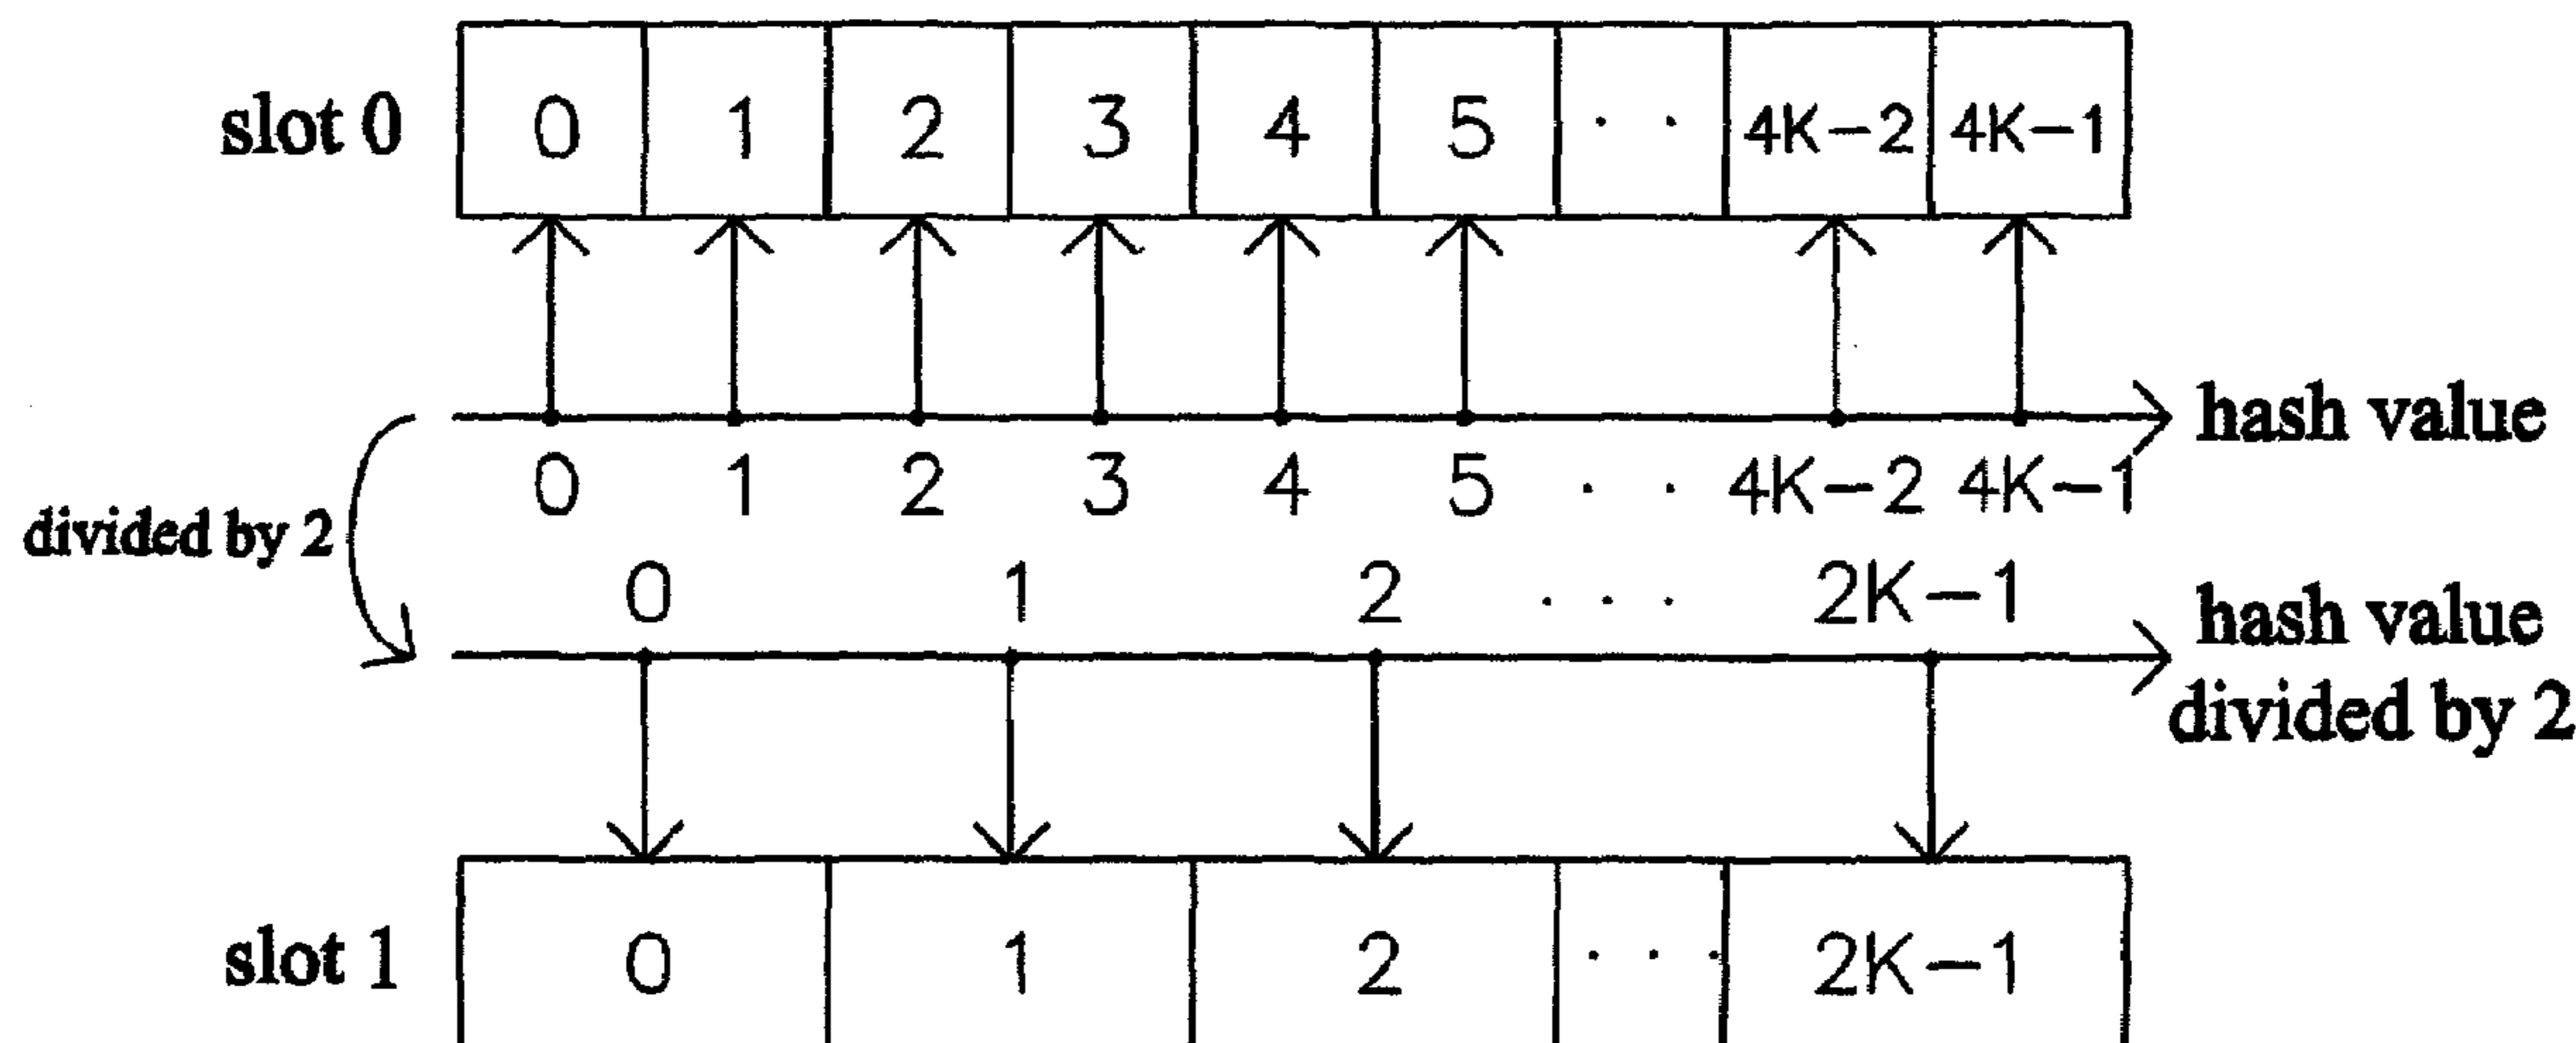 slot 0 0 1 2 3 4 5 · · 4K-2 4K-1
hash value
0 1 2 3 4 5 · · 4K-2 4K-1
divided by 2
0 1 2 · · · 2K-1
hash value
divided by 2
slot 1 0 1 2 · · · 2K-1